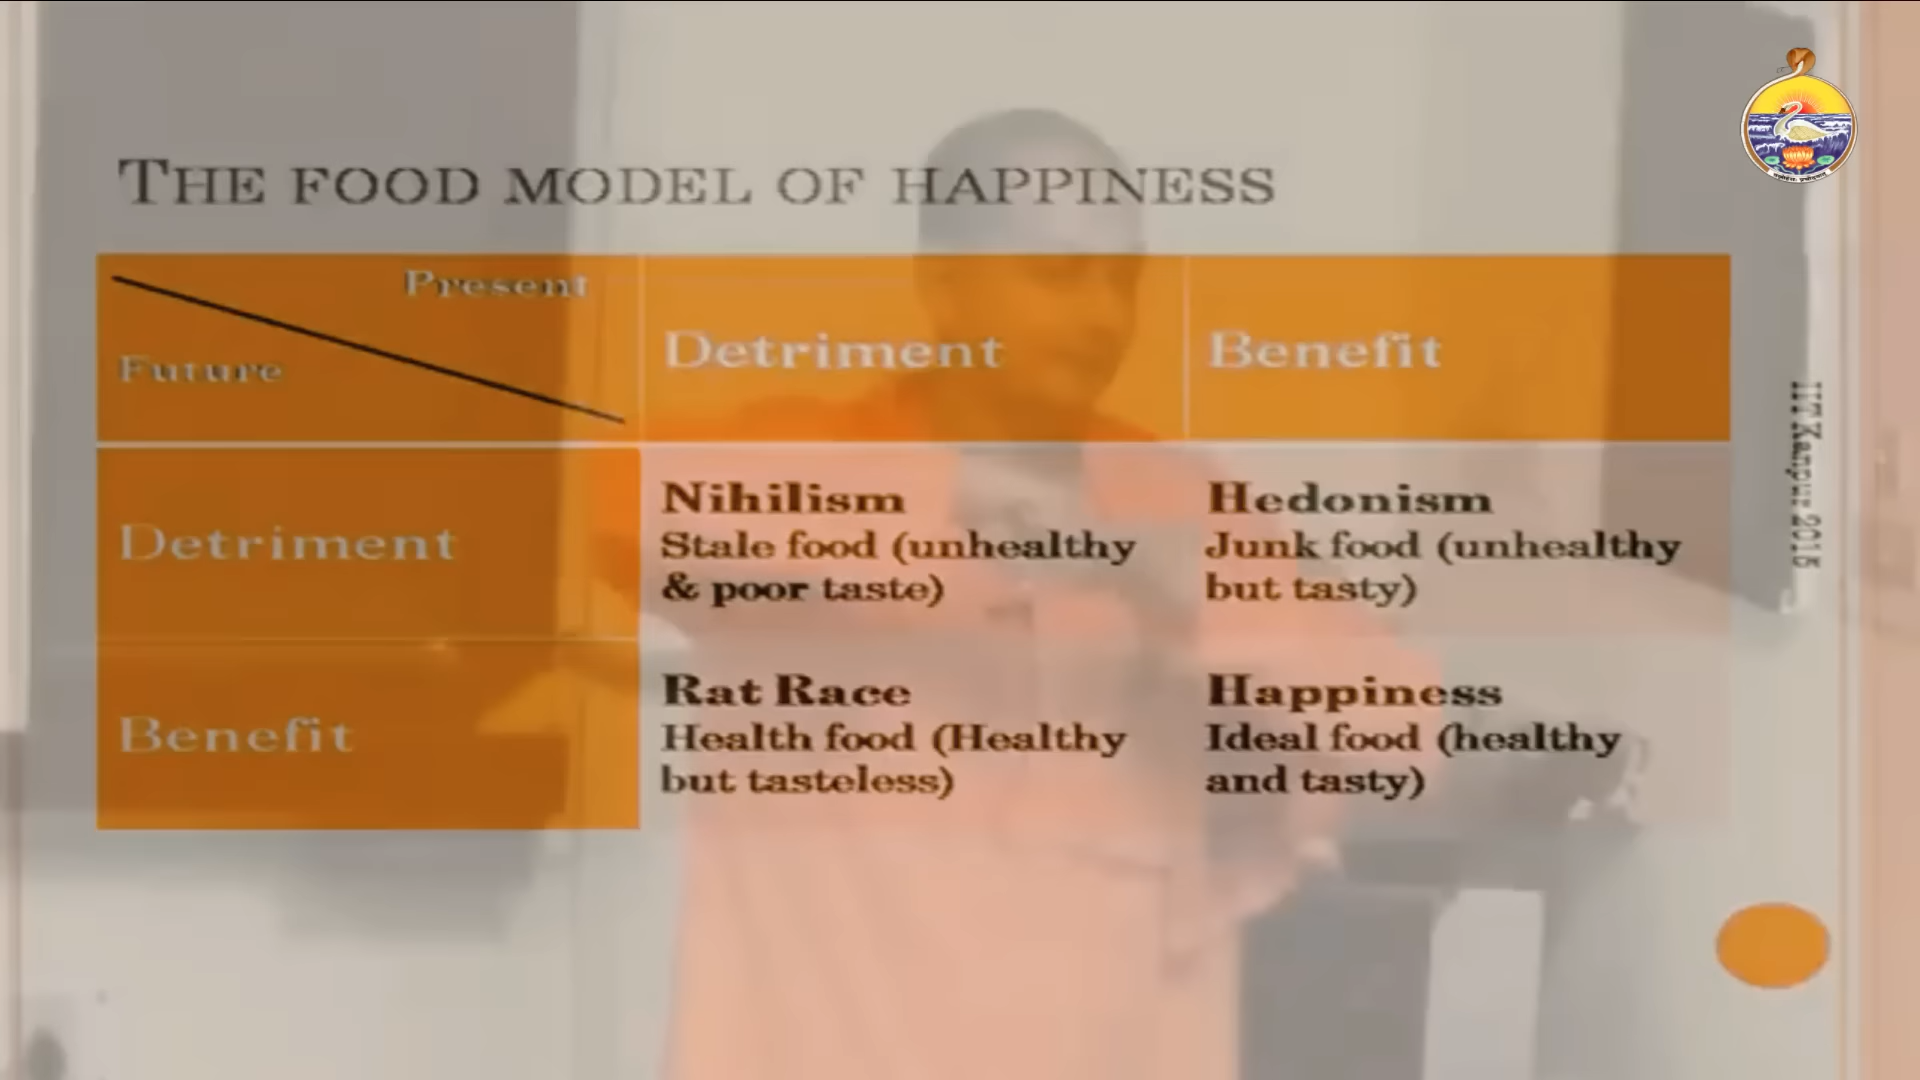 THE FOOD MODEL OF HAPPINESS
Present
Future
Detriment
Benefit
Detriment
Nihilism
Stale food (unhealthy
& poor taste)
Hedonism
Junk food (unhealthy
but tasty)
Benefit
Rat Race
Health food (Healthy
but tasteless)
Happiness
Ideal food (healthy
and tasty)
IIT Kanpur 2015